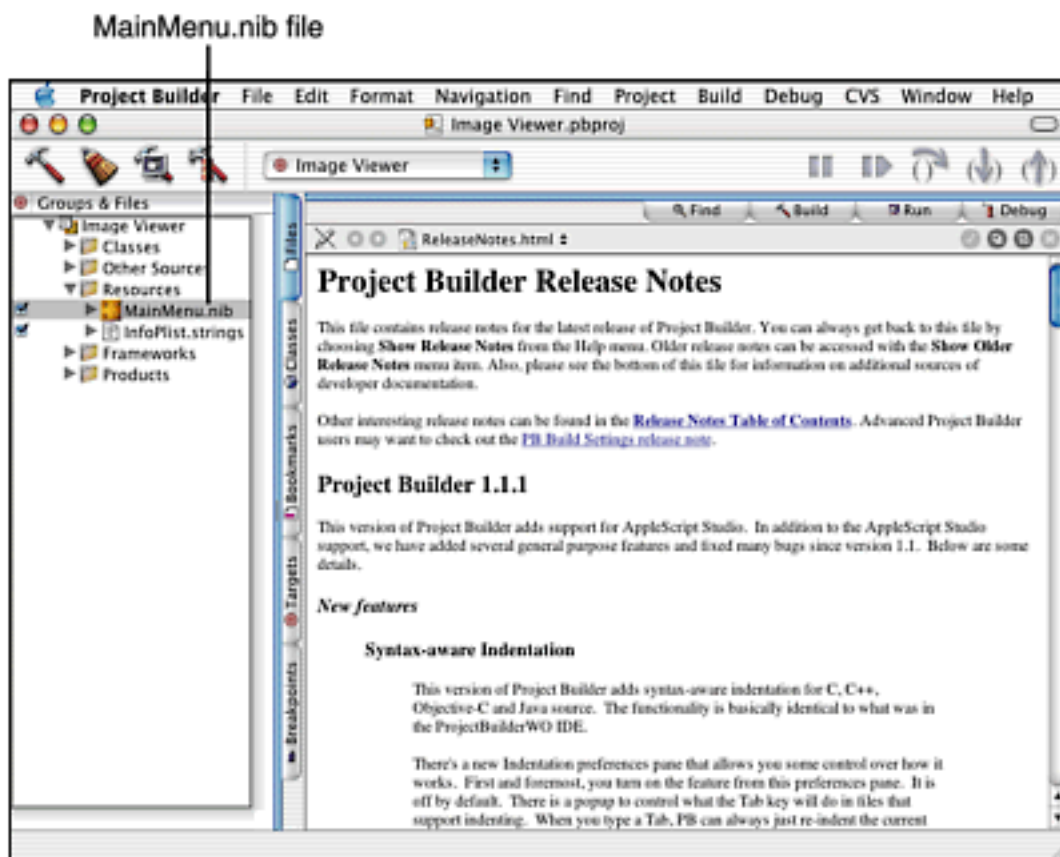 MainMenu.nib file
Project Builder File Edit Format Navigation Find Project Build Debug CVS Window Help
Image Viewer.pbproj
Image Viewer
Groups & Files
Image Viewer
Classes
Other Sources
Resources
MainMenu.nib
InfoPlist.strings
Frameworks
Products
Files
Classes
Bookmarks
Targets
Breakpoints
Find Build Run Debug
ReleaseNotes.html
Project Builder Release Notes
This file contains release notes for the latest release of Project Builder. You can always get back to this file by
choosing Show Release Notes from the Help menu. Older release notes can be accessed with the Show Older
Release Notes menu item. Also, please see the bottom of this file for information on additional sources of
developer documentation.
Other interesting release notes can be found in the Release Notes Table of Contents. Advanced Project Builder
users may want to check out the PB Build Settings release note.
Project Builder 1.1.1
This version of Project Builder adds support for AppleScript Studio. In addition to the AppleScript Studio
support, we have added several general purpose features and fixed many bugs since version 1.1. Below are some
details.
New features
Syntax-aware Indentation
This version of Project Builder adds syntax-aware indentation for C, C++,
Objective-C and Java source. The functionality is basically identical to what was in
the ProjectBuilderWO IDE.
There's a new Indentation preferences pane that allows you some control over how it
works. First and foremost, you turn on the feature from this preferences pane. It is
off by default. There is a popup to control what the Tab key will do in files that
support indenting. When you type a Tab, PB can always just re-indent the current